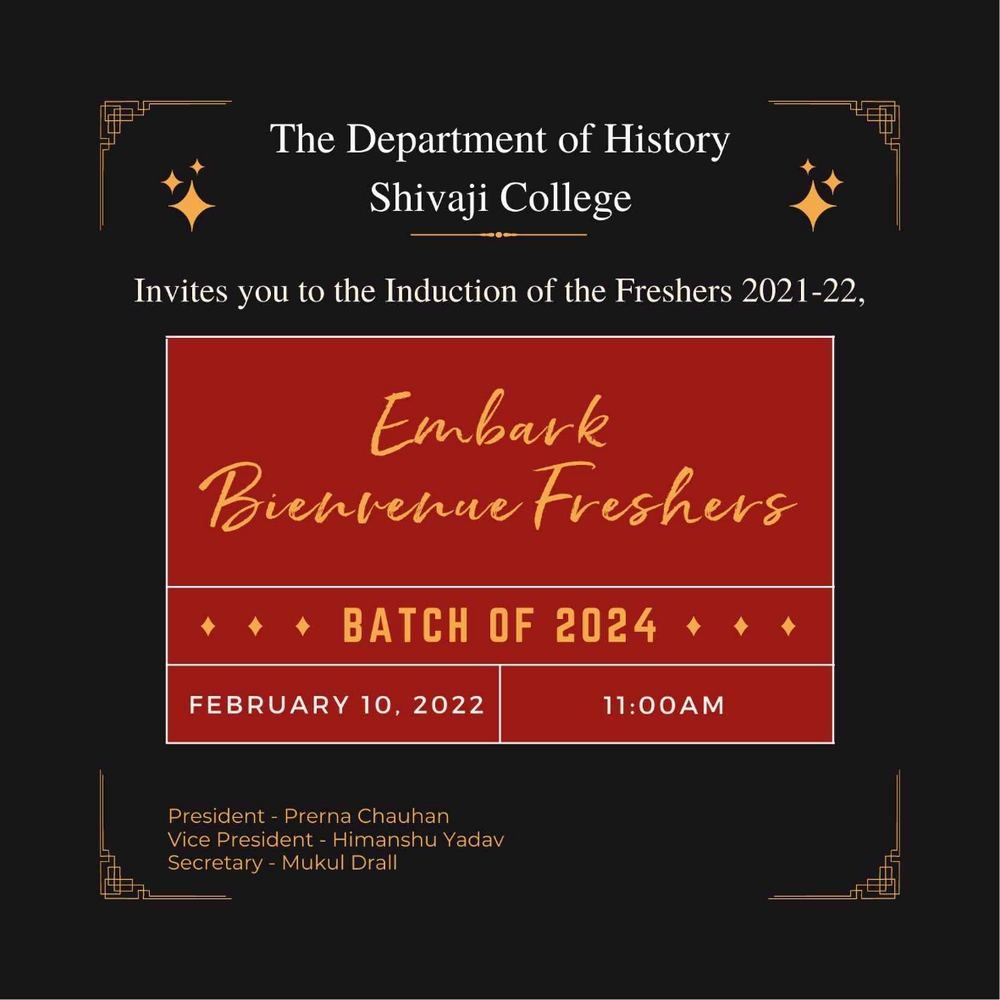 The Department of History
Shivaji College
Invites you to the Induction of the Freshers 2021-22,
Embark
Bienvenue Freshers
BATCH OF 2024
FEBRUARY 10, 2022
11:00AM
President - Prerna Chauhan
Vice President - Himanshu Yadav
Secretary - Mukul Drall